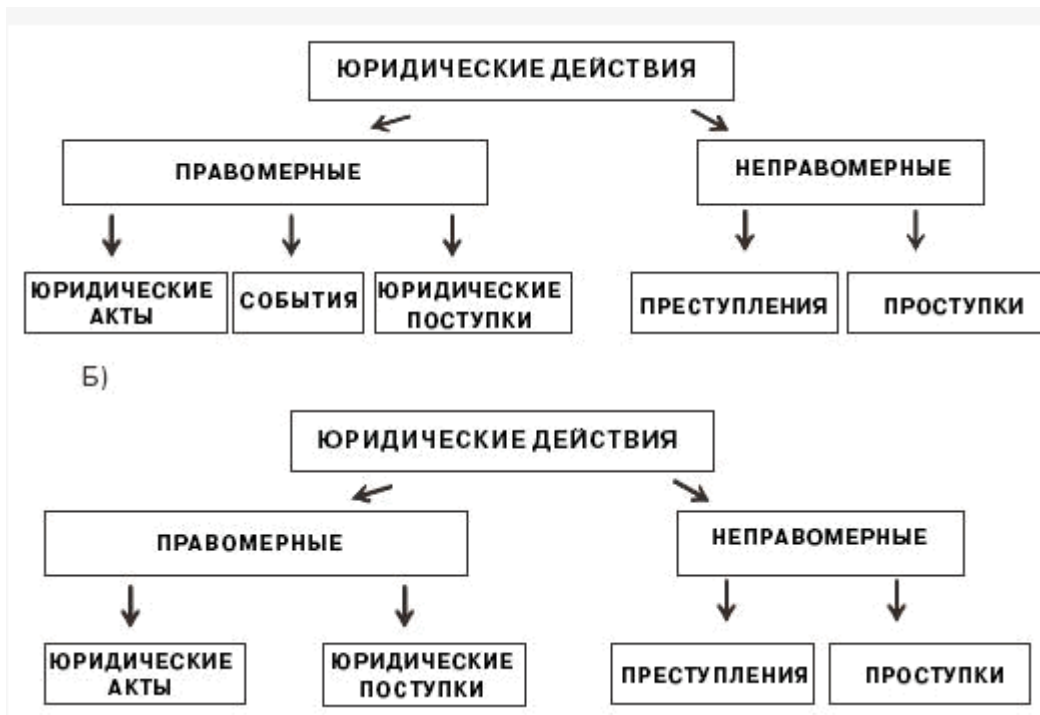 ЮРИДИЧЕСКИЕ ДЕЙСТВИЯ
ПРАВОМЕРНЫЕ
НЕПРАВОМЕРНЫЕ
ЮРИДИЧЕСКИЕ
АКТЫ
СОБЫТИЯ
ЮРИДИЧЕСКИЕ
ПОСТУПКИ
ПРЕСТУПЛЕНИЯ
ПРОСТУПКИ
Б)
ЮРИДИЧЕСКИЕ ДЕЙСТВИЯ
ПРАВОМЕРНЫЕ
НЕПРАВОМЕРНЫЕ
ЮРИДИЧЕСКИЕ
АКТЫ
ЮРИДИЧЕСКИЕ
ПОСТУПКИ
ПРЕСТУПЛЕНИЯ
ПРОСТУПКИ